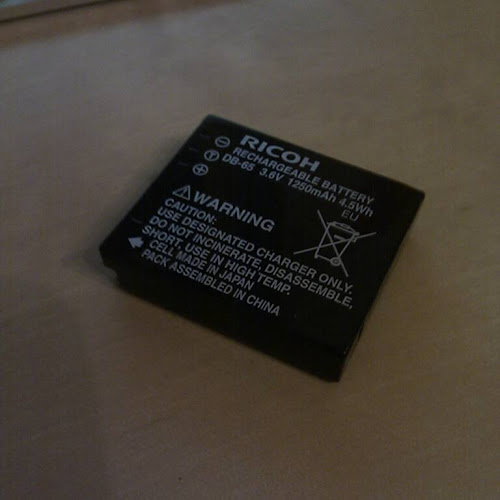 RICOH
RECHARGEABLE BATTERY
DB-65 3.6V 1250mAh 4.5Wh
EU
WARNING
CAUTION:
USE DESIGNATED CHARGER ONLY.
DO NOT INCINERATE, DISASSEMBLE,
SHORT. USE IN HIGH TEMP.
CELL MADE IN JAPAN
PACK ASSEMBLED IN CHINA